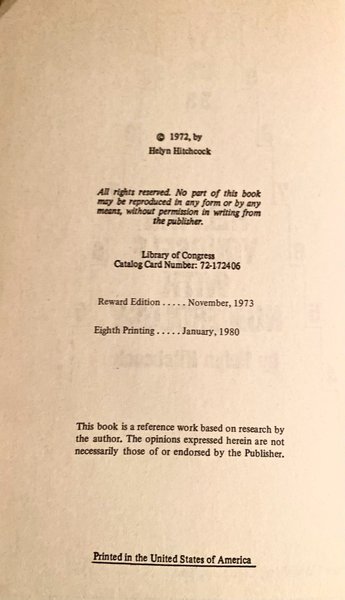 © 1972, by
Helyn Hitchcock
All rights reserved. No part of this book
may be reproduced in any form or by any
means, without permission in writing from
the publisher.
Library of Congress
Catalog Card Number: 72-172406
Reward Edition ..... November, 1973
Eighth Printing ..... January, 1980
This book is a reference work based on research by
the author. The opinions expressed herein are not
necessarily those of or endorsed by the Publisher.
Printed in the United States of America